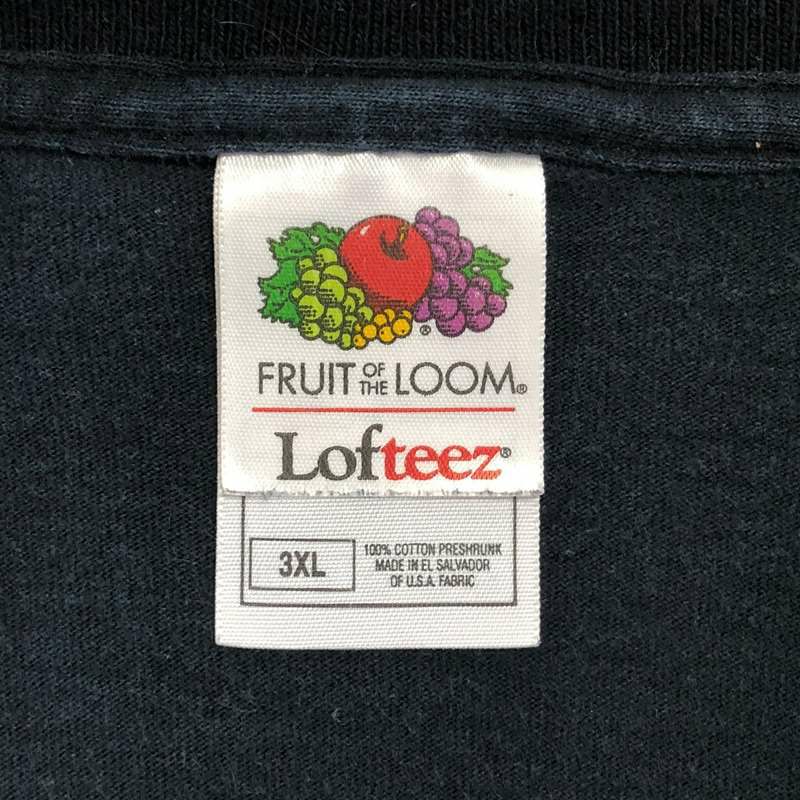 ®
FRUIT OF THE LOOM®
Lofteez®
3XL
100% COTTON PRESHRUNK
MADE IN EL SALVADOR
OF U.S.A. FABRIC